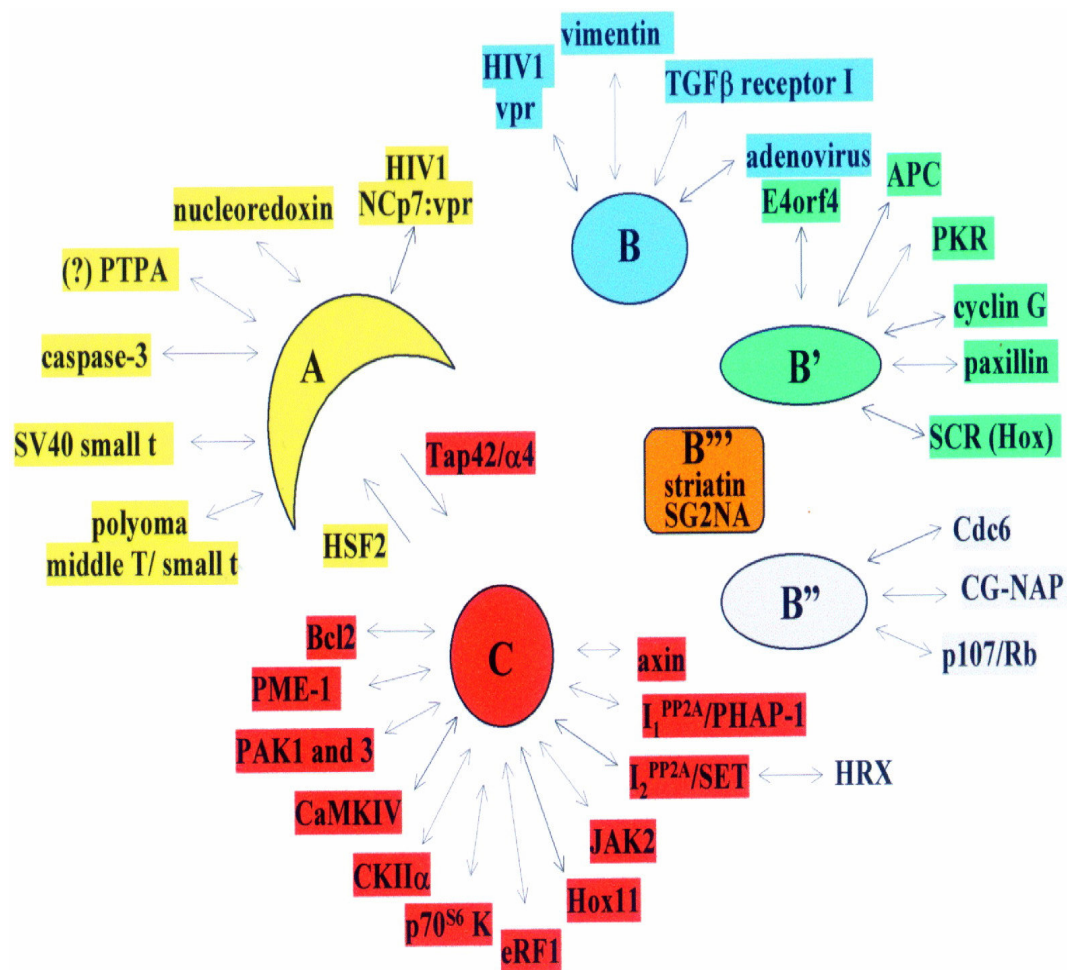 vimentin
HIV1
vpr
TGFβ receptor I
adenovirus
E4orf4
B
APC
PKR
cyclin G
paxillin
SCR (Hox)
B'
HIV1
NCp7:vpr
nucleoredoxin
(?) PTPA
caspase-3
SV40 small t
polyoma
middle T/ small t
A
HSF2
Tap42/α4
B’’’
striatin
SG2NA
B”
Cdc6
CG-NAP
p107/Rb
C
Bcl2
PME-1
PAK1 and 3
CaMKIV
CKIIα
p70ˢ⁶ K
eRF1
Hox11
JAK2
I₂ᴾᴾ²ᴬ/SET
HRX
I₁ᴾᴾ²ᴬ/PHAP-1
axin